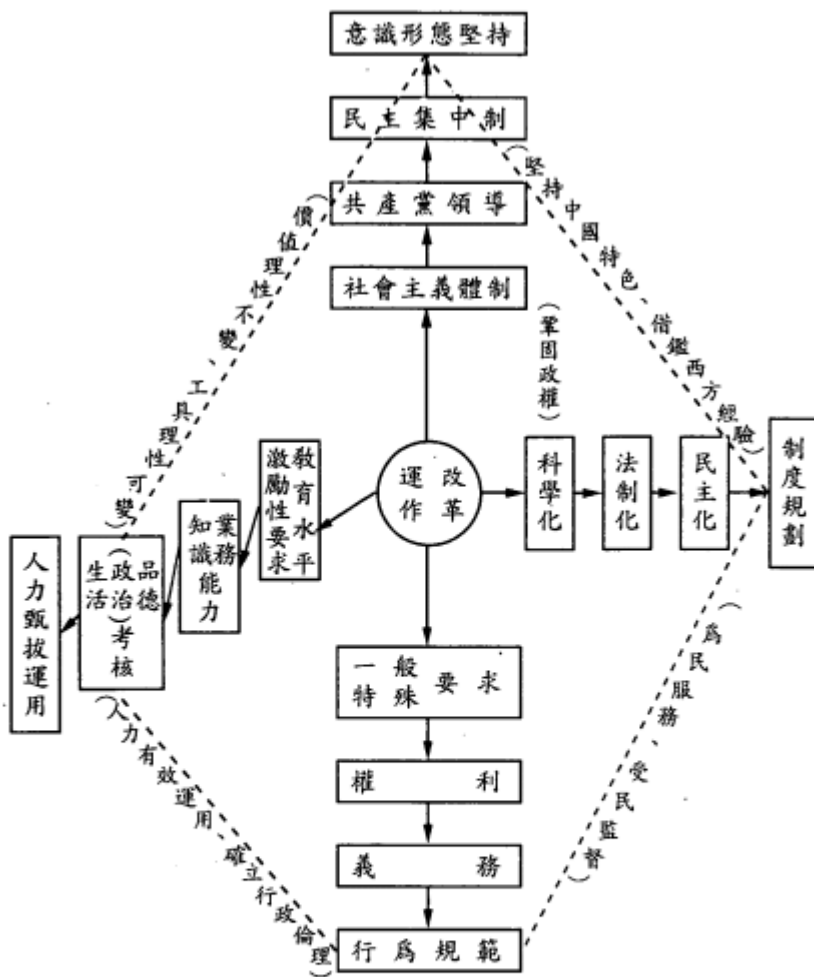 意識形態堅持
民主集中制
共產黨領導
社會主義體制
(價值理性不變、工具理性可變)
(堅持中國特色、借鑑西方經驗)
(鞏固政權)
改革
運作
科學化
法制化
民主化
制度規劃
教育水平
激勵性要求
業務
知識
能力
品德
(政治)
生活
考核
人力甄拔運用
一般
特殊
要求
權利
義務
行為規範
(人力有效運用、確立行政倫理)
(為民服務、受民監督)